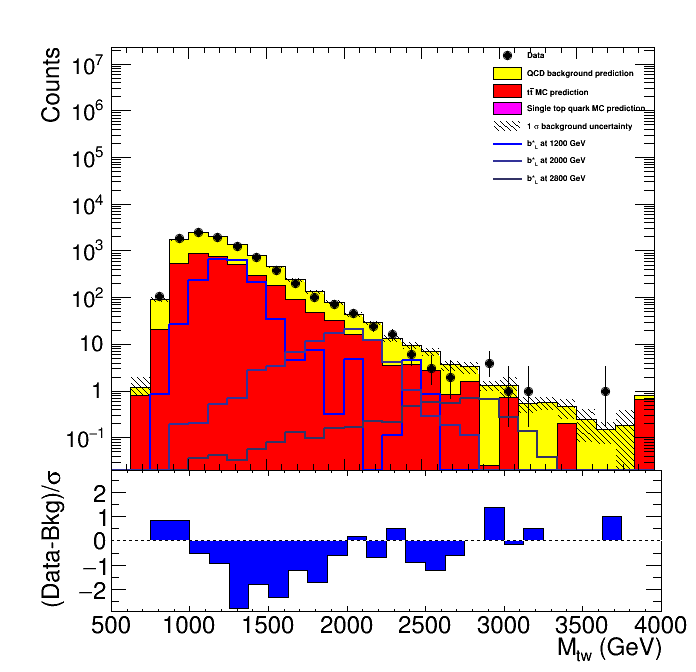 Counts
10⁷
10⁶
10⁵
10⁴
10³
10²
10
1
10⁻¹
Data
QCD background prediction
tt̄ MC prediction
Single top quark MC prediction
1 σ background uncertainty
b*L at 1200 GeV
b*L at 2000 GeV
b*L at 2800 GeV
(Data-Bkg)/σ
2
1
0
−1
−2
500 1000 1500 2000 2500 3000 3500 4000
Mtw (GeV)